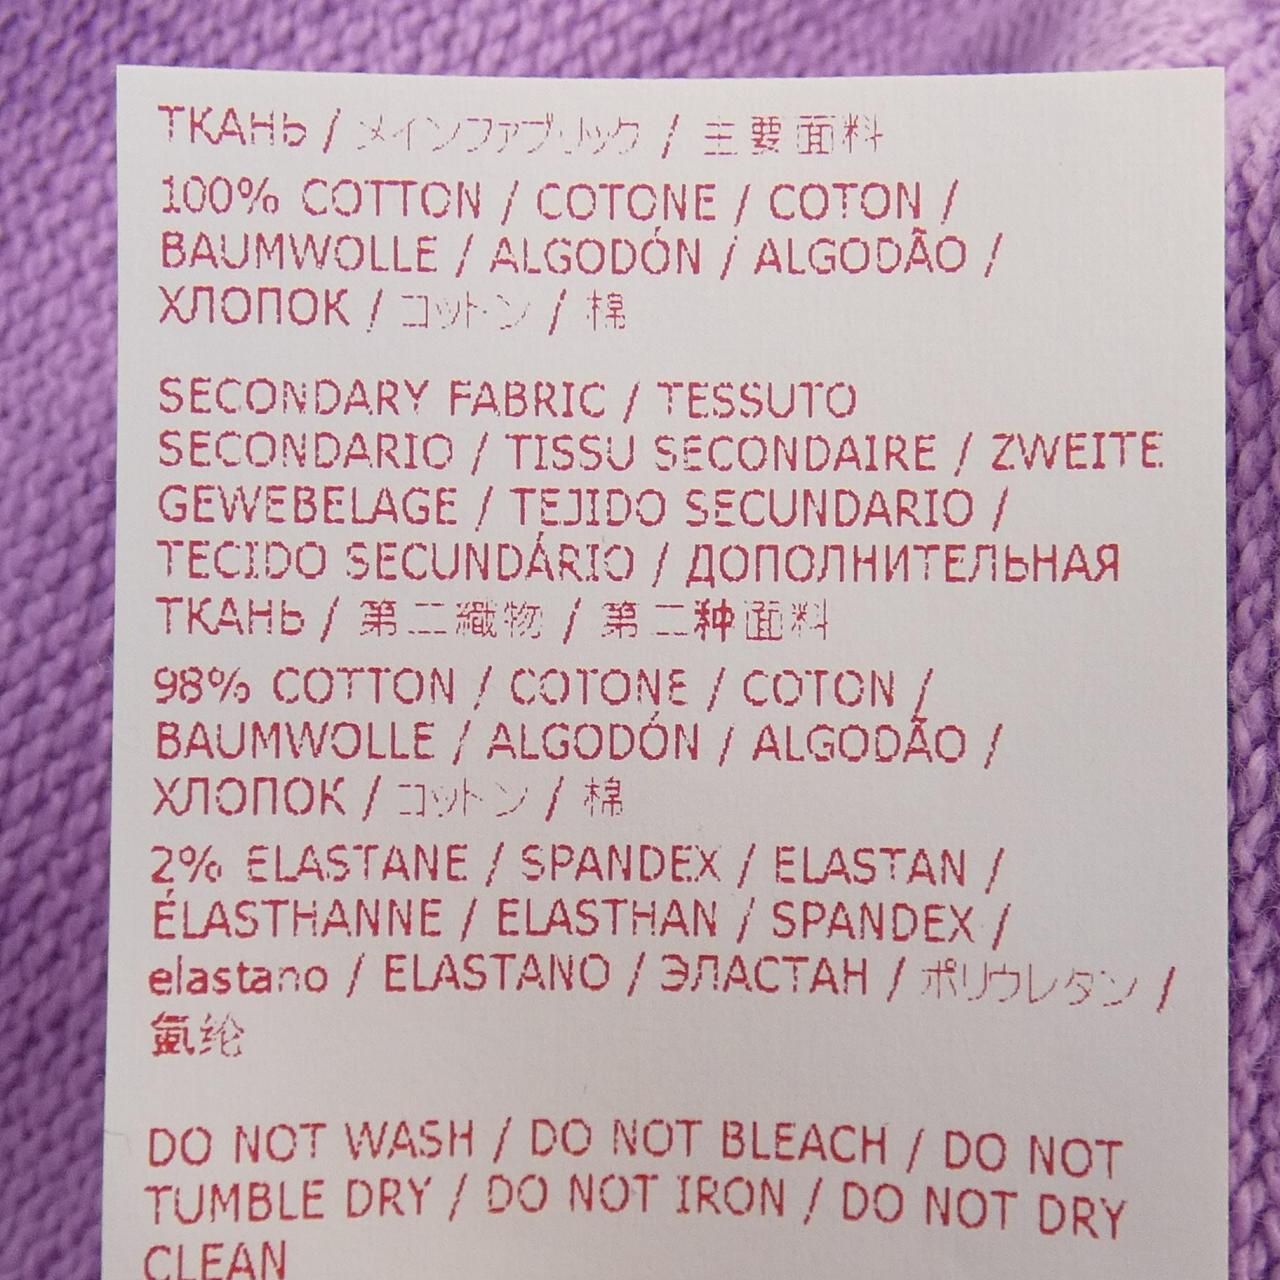 ТКАНЬ / メインファブリック / 主要面料
100% COTTON / COTONE / COTON /
BAUMWOLLE / ALGODÓN / ALGODÃO /
ХЛОПОК / コットン / 棉
SECONDARY FABRIC / TESSUTO
SECONDARIO / TISSU SECONDAIRE / ZWEITE
GEWEBELAGE / TEJIDO SECUNDARIO /
TECIDO SECUNDÁRIO / ДОПОЛНИТЕЛЬНАЯ
ТКАНЬ / 第二織物 / 第二种面料
98% COTTON / COTONE / COTON /
BAUMWOLLE / ALGODÓN / ALGODÃO /
ХЛОПОК / コットン / 棉
2% ELASTANE / SPANDEX / ELASTAN /
ÉLASTHANNE / ELASTHAN / SPANDEX /
elastano / ELASTANO / ЭЛАСТАН / ポリウレタン /
氨纶
DO NOT WASH / DO NOT BLEACH / DO NOT
TUMBLE DRY / DO NOT IRON / DO NOT DRY
CLEAN